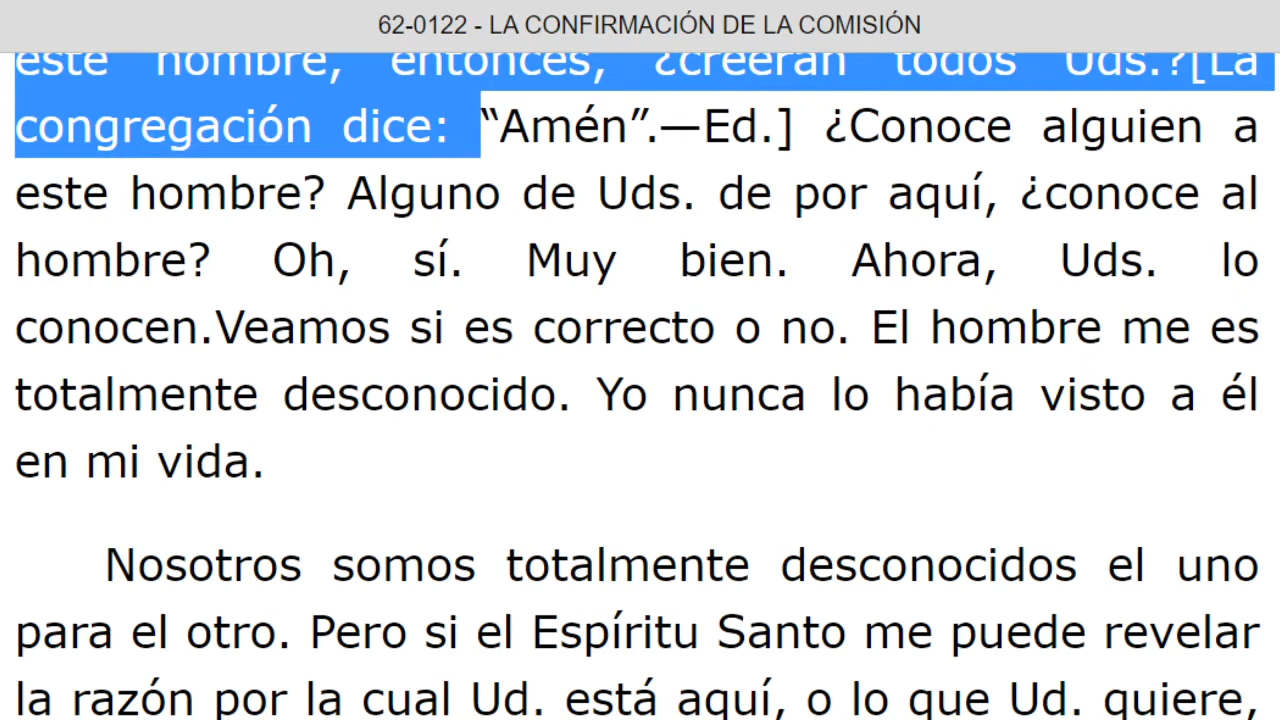 62-0122 - LA CONFIRMACIÓN DE LA COMISIÓN
este hombre, entonces, ¿creerán todos Uds.?[La
congregación dice: “Amén”.—Ed.] ¿Conoce alguien a
este hombre? Alguno de Uds. de por aquí, ¿conoce al
hombre? Oh, sí. Muy bien. Ahora, Uds. lo
conocen.Veamos si es correcto o no. El hombre me es
totalmente desconocido. Yo nunca lo había visto a él
en mi vida.
Nosotros somos totalmente desconocidos el uno
para el otro. Pero si el Espíritu Santo me puede revelar
la razón por la cual Ud. está aquí, o lo que Ud. quiere,